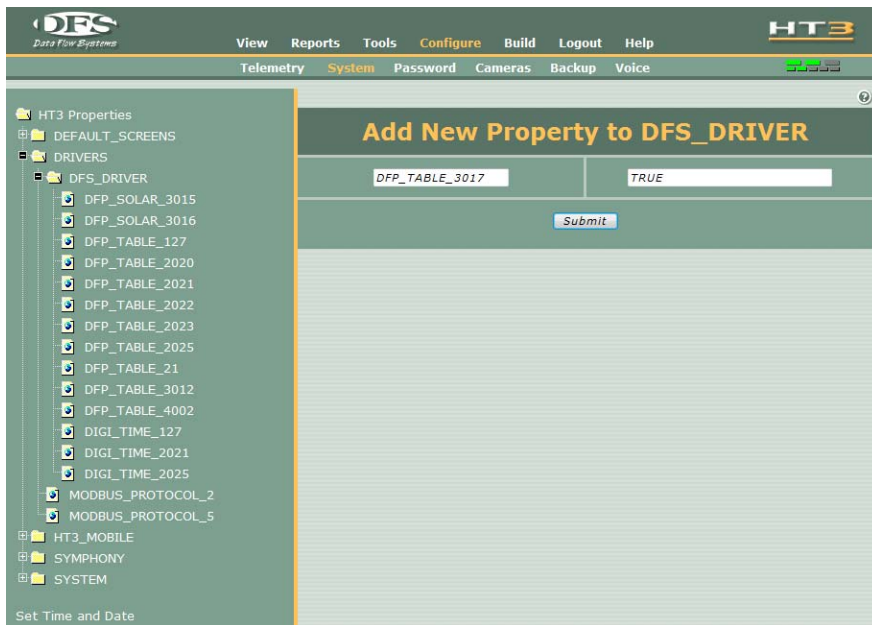 DFS
Data Flow Systems
HT3
View Reports Tools Configure Build Logout Help
Telemetry System Password Cameras Backup Voice
?
HT3 Properties
DEFAULT_SCREENS
DRIVERS
DFS_DRIVER
DFP_SOLAR_3015
DFP_SOLAR_3016
DFP_TABLE_127
DFP_TABLE_2020
DFP_TABLE_2021
DFP_TABLE_2022
DFP_TABLE_2023
DFP_TABLE_2025
DFP_TABLE_21
DFP_TABLE_3012
DFP_TABLE_4002
DIGI_TIME_127
DIGI_TIME_2021
DIGI_TIME_2025
MODBUS_PROTOCOL_2
MODBUS_PROTOCOL_5
HT3_MOBILE
SYMPHONY
SYSTEM
Set Time and Date
Add New Property to DFS_DRIVER
DFP_TABLE_3017 TRUE
Submit